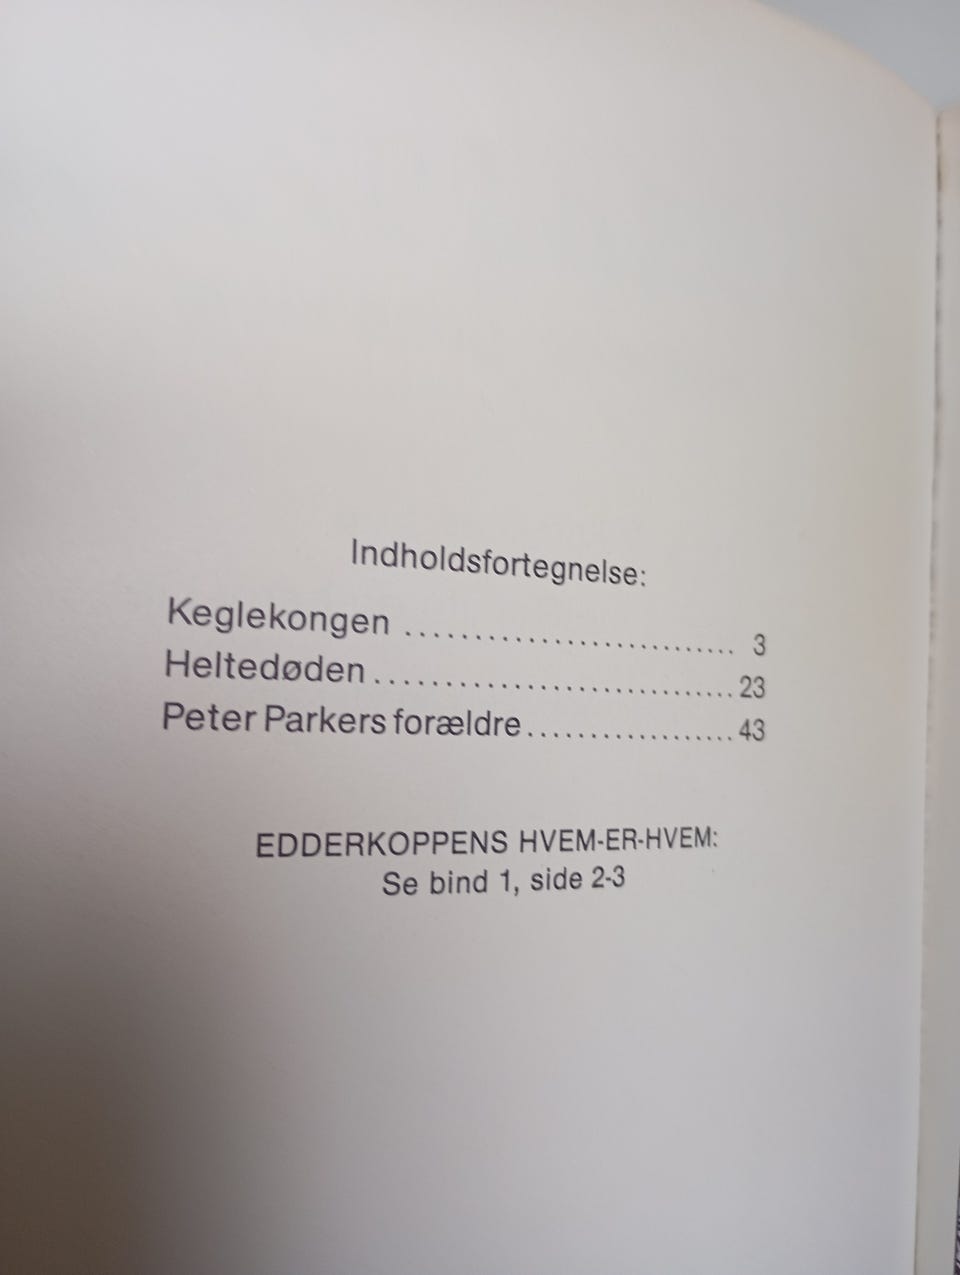 Indholdsfortegnelse:
Keglekongen ............................ 3
Heltedøden .............................. 23
Peter Parkers forældre .................. 43
EDDERKOPPENS HVEM-ER-HVEM:
Se bind 1, side 2-3